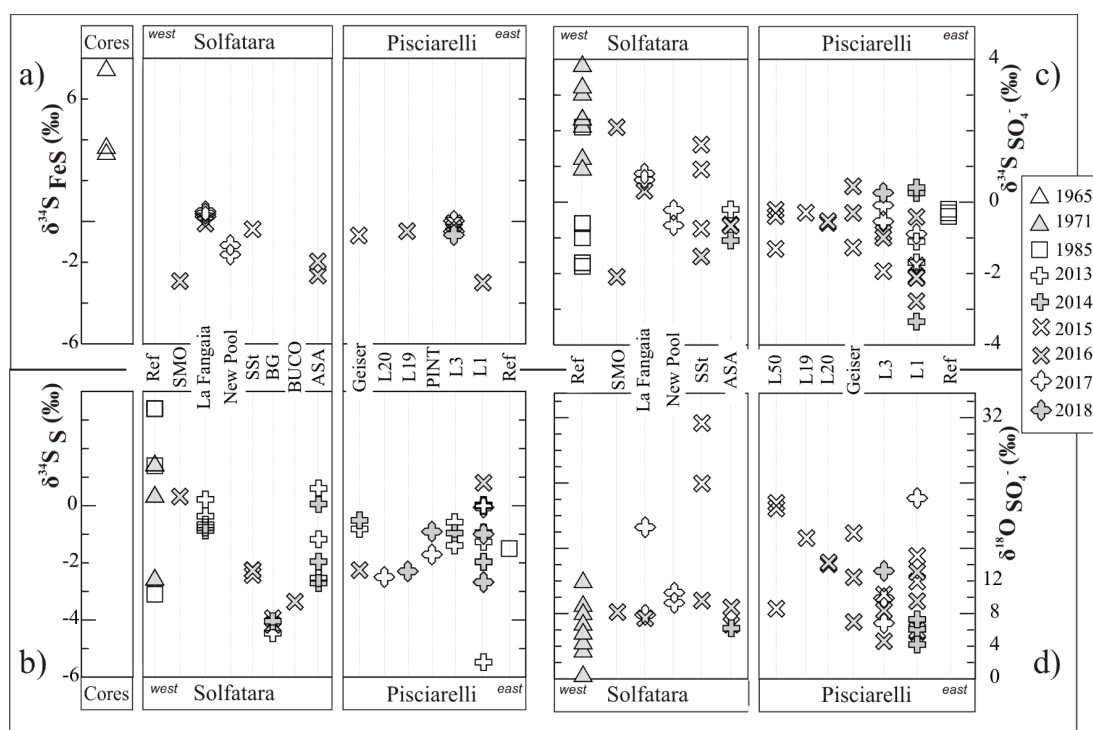 Cores
west Solfatara
Pisciarelli east
west Solfatara
Pisciarelli east
a)
c)
δ³⁴S FeS (‰)
6
-2
-6
4
2
0
-2
-4
δ³⁴S SO₄⁻ (‰)
1965
1971
1985
2013
2014
2015
2016
2017
2018
Ref
SMO
La Fangaia
New Pool
SSt
BG
BUCO
ASA
Geiser
L20
L19
PINT
L3
L1
Ref
Ref
SMO
La Fangaia
New Pool
SSt
ASA
L50
L19
L20
Geiser
L3
L1
Ref
b)
d)
δ³⁴S S (‰)
0
-2
-4
-6
32
12
8
4
0
δ¹⁸O SO₄⁻ (‰)
Cores
west Solfatara
Pisciarelli east
west Solfatara
Pisciarelli east